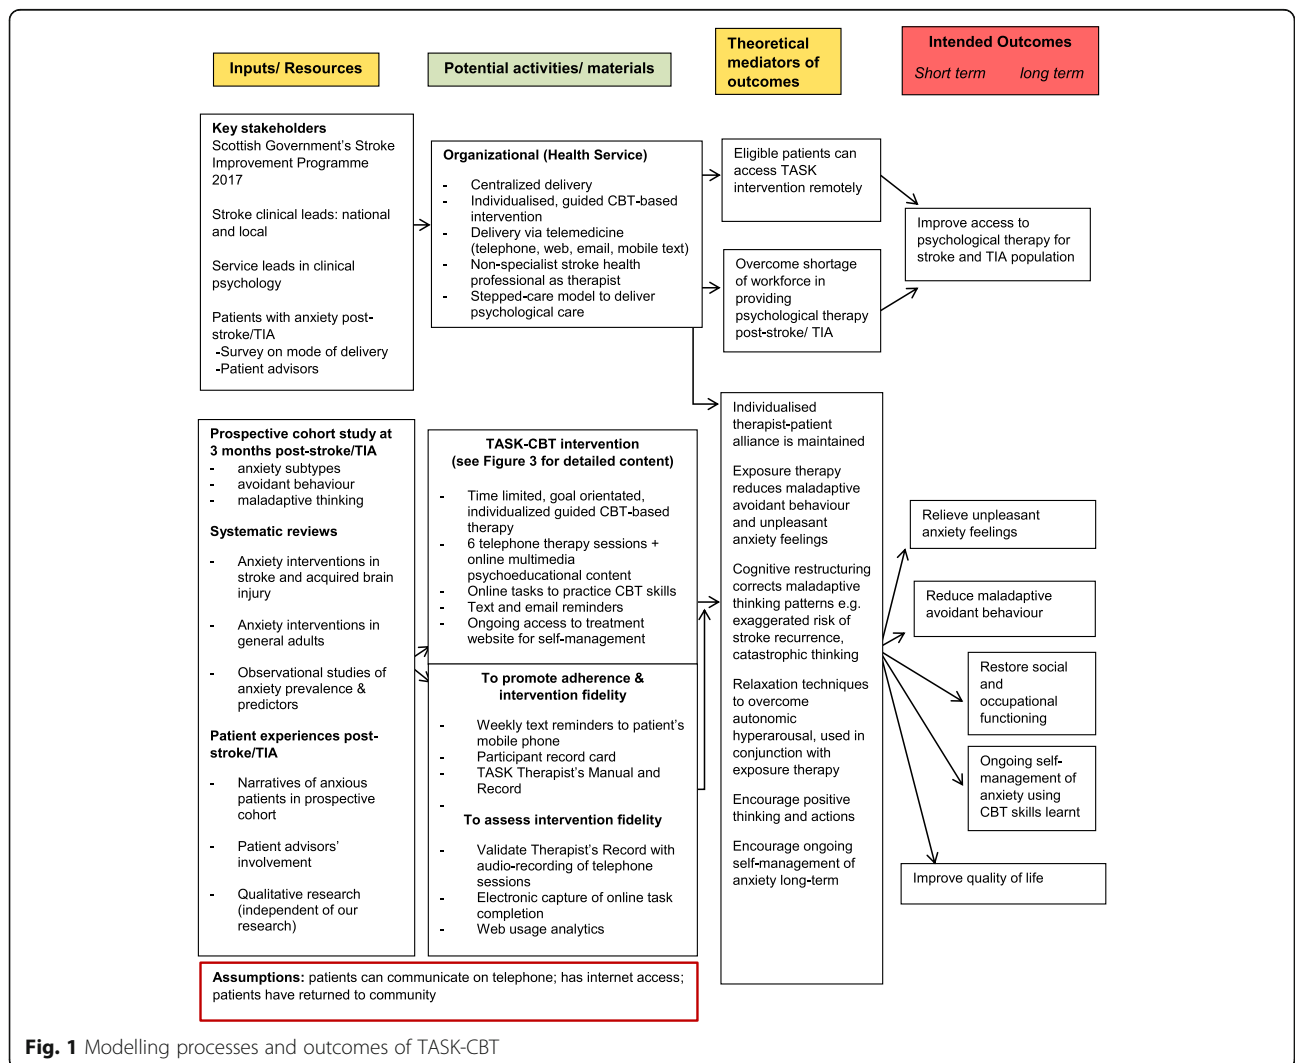 Inputs/ Resources
Potential activities/ materials
Theoretical
mediators of
outcomes
Intended Outcomes
Short term long term
Key stakeholders
Scottish Government's Stroke
Improvement Programme
2017
Stroke clinical leads: national
and local
Service leads in clinical
psychology
Patients with anxiety post-
stroke/TIA
-Survey on mode of delivery
-Patient advisors
Organizational (Health Service)
- Centralized delivery
- Individualised, guided CBT-based
intervention
- Delivery via telemedicine
(telephone, web, email, mobile text)
- Non-specialist stroke health
professional as therapist
- Stepped-care model to deliver
psychological care
Eligible patients can
access TASK
intervention remotely
Overcome shortage
of workforce in
providing
psychological therapy
post-stroke/ TIA
Improve access to
psychological therapy for
stroke and TIA population
Prospective cohort study at
3 months post-stroke/TIA
- anxiety subtypes
- avoidant behaviour
- maladaptive thinking
Systematic reviews
- Anxiety interventions in
stroke and acquired brain
injury
- Anxiety interventions in
general adults
- Observational studies of
anxiety prevalence &
predictors
Patient experiences post-
stroke/TIA
- Narratives of anxious
patients in prospective
cohort
- Patient advisors'
involvement
- Qualitative research
(independent of our
research)
TASK-CBT intervention
(see Figure 3 for detailed content)
- Time limited, goal orientated,
individualized guided CBT-based
therapy
- 6 telephone therapy sessions +
online multimedia
psychoeducational content
- Online tasks to practice CBT skills
- Text and email reminders
- Ongoing access to treatment
website for self-management
To promote adherence &
intervention fidelity
- Weekly text reminders to patient's
mobile phone
- Participant record card
- TASK Therapist's Manual and
Record
-
To assess intervention fidelity
- Validate Therapist's Record with
audio-recording of telephone
sessions
- Electronic capture of online task
completion
- Web usage analytics
Individualised
therapist-patient
alliance is maintained
Exposure therapy
reduces maladaptive
avoidant behaviour
and unpleasant
anxiety feelings
Cognitive restructuring
corrects maladaptive
thinking patterns e.g.
exaggerated risk of
stroke recurrence,
catastrophic thinking
Relaxation techniques
to overcome
autonomic
hyperarousal, used in
conjunction with
exposure therapy
Encourage positive
thinking and actions
Encourage ongoing
self-management of
anxiety long-term
Relieve unpleasant
anxiety feelings
Reduce maladaptive
avoidant behaviour
Restore social
and
occupational
functioning
Ongoing self-
management of
anxiety using
CBT skills learnt
Improve quality of life
Assumptions: patients can communicate on telephone; has internet access;
patients have returned to community
Fig. 1 Modelling processes and outcomes of TASK-CBT